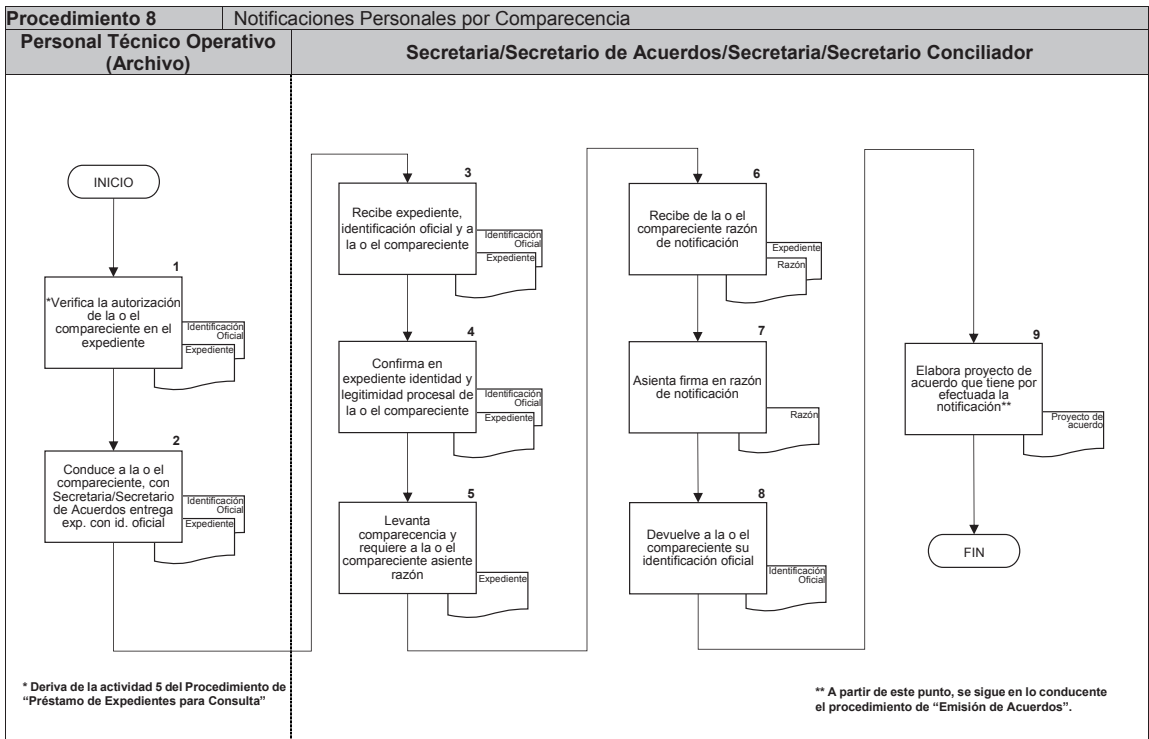 Procedimiento 8
Notificaciones Personales por Comparecencia
Personal Técnico Operativo
(Archivo)
Secretaria/Secretario de Acuerdos/Secretaria/Secretario Conciliador
INICIO
1
*Verifica la autorización
de la o el
compareciente en el
expediente
Identificación
Oficial
Expediente
2
Conduce a la o el
compareciente, con
Secretaria/Secretario
de Acuerdos entrega
exp. con id. oficial
Identificación
Oficial
Expediente
3
Recibe expediente,
identificación oficial y a
la o el compareciente
Identificación
Oficial
Expediente
4
Confirma en
expediente identidad y
legitimidad procesal de
la o el compareciente
Identificación
Oficial
Expediente
5
Levanta
comparecencia y
requiere a la o el
compareciente asiente
razón
Expediente
6
Recibe de la o el
compareciente razón
de notificación
Expediente
Razón
7
Asienta firma en razón
de notificación
Razón
8
Devuelve a la o el
compareciente su
identificación oficial
Identificación
Oficial
9
Elabora proyecto de
acuerdo que tiene por
efectuada la
notificación**
Proyecto de
acuerdo
FIN
* Deriva de la actividad 5 del Procedimiento de
“Préstamo de Expedientes para Consulta”
** A partir de este punto, se sigue en lo conducente
el procedimiento de “Emisión de Acuerdos”.